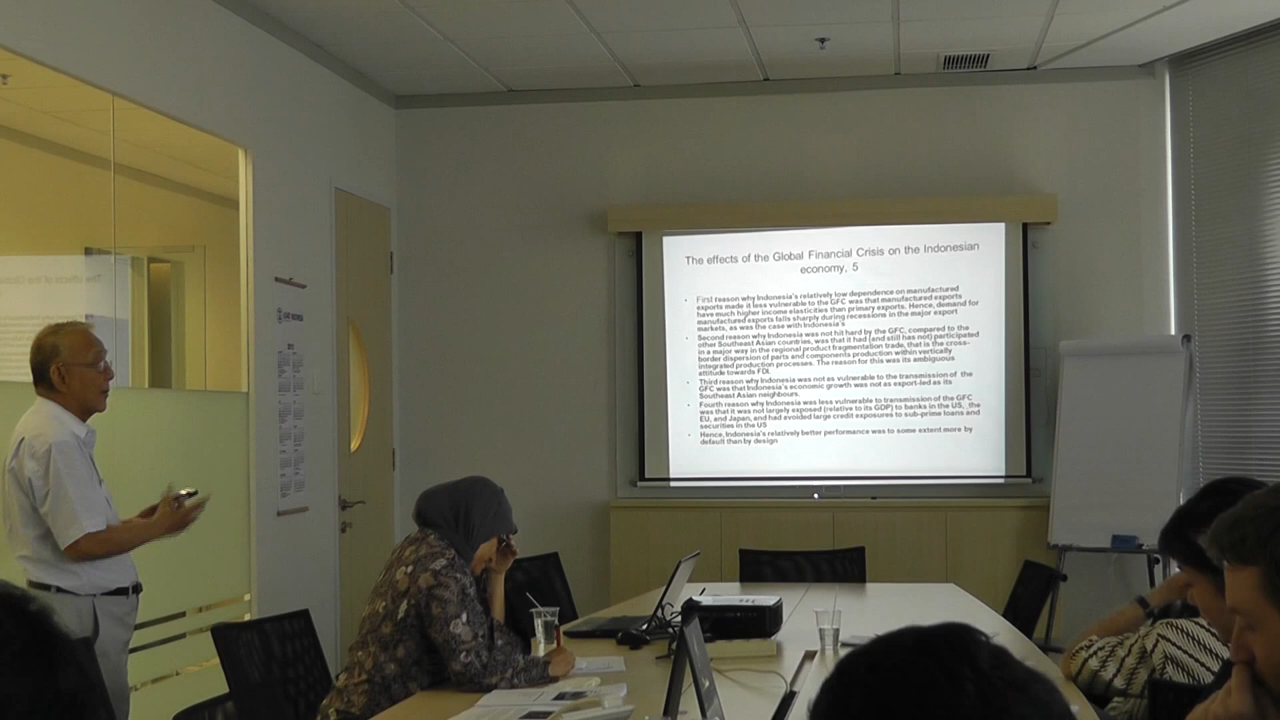 The effects of the Global Financial Crisis on the Indonesian
economy, 5
• First reason why Indonesia's relatively low dependence on manufactured
exports made it less vulnerable to the GFC was that manufactured exports
have much higher income elasticities than primary exports. Hence, demand for
manufactured exports falls sharply during recessions in the major export
markets, as was the case with Indonesia's
• Second reason why Indonesia was not hit hard by the GFC, compared to the
other Southeast Asian countries, was that it had (and still has not) participated
in a major way in the regional product fragmentation trade, that is the cross-
border dispersion of parts and components production within vertically
integrated production processes. The reason for this was its ambiguous
attitude towards FDI.
• Third reason why Indonesia was not as vulnerable to the transmission of the
GFC was that Indonesia's economic growth was not as export-led as its
Southeast Asian neighbours.
• Fourth reason why Indonesia was less vulnerable to transmission of the GFC
was that it was not largely exposed (relative to its GDP) to banks in the US, the
EU, and Japan, and had avoided large credit exposures to sub-prime loans and
securities in the US
• Hence, Indonesia's relatively better performance was to some extent more by
default than by design